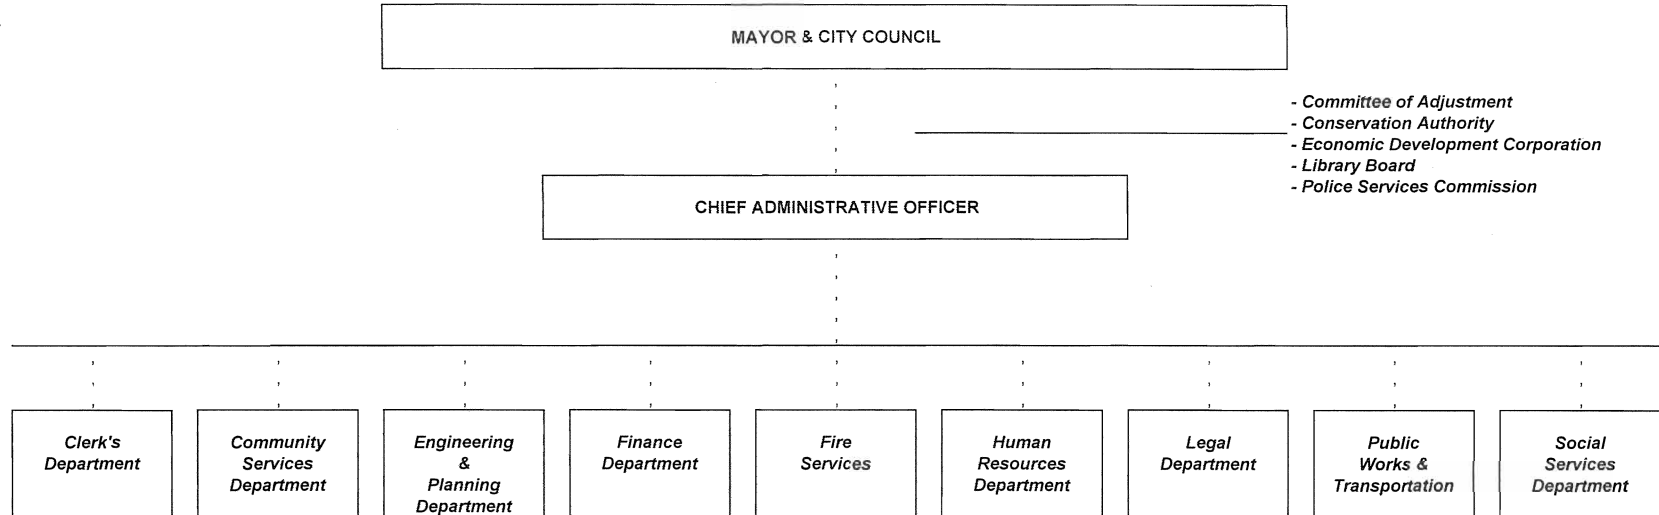 MAYOR & CITY COUNCIL
- Committee of Adjustment
- Conservation Authority
- Economic Development Corporation
- Library Board
- Police Services Commission
CHIEF ADMINISTRATIVE OFFICER
Clerk's
Department
Community
Services
Department
Engineering
&
Planning
Department
Finance
Department
Fire
Services
Human
Resources
Department
Legal
Department
Public
Works &
Transportation
Social
Services
Department